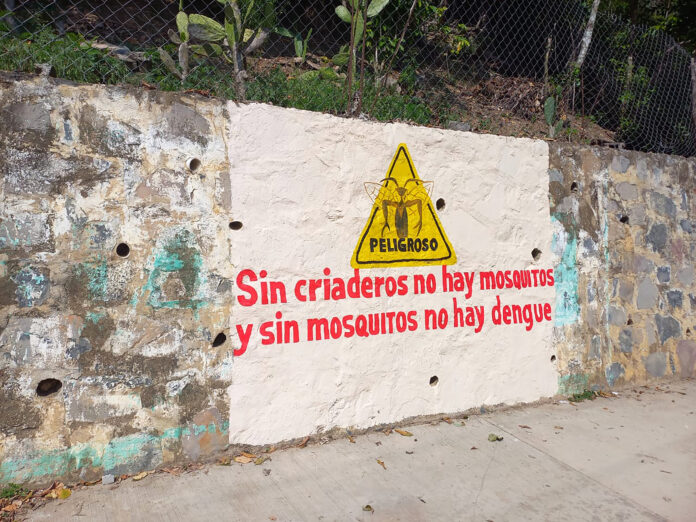 PELIGROSO
Sin criaderos no hay mosquitos
y sin mosquitos no hay dengue